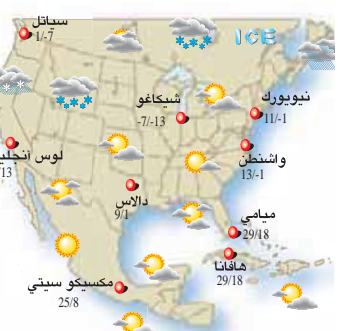 سياتل
1/-7
ICE
شيكاغو
-7/-13
نيويورك
11/-1
لوس
/13
واشنطن
13/-1
دالاس
9/1
ميامي
29/18
هافانا
29/18
مكسيكو سيتي
25/8